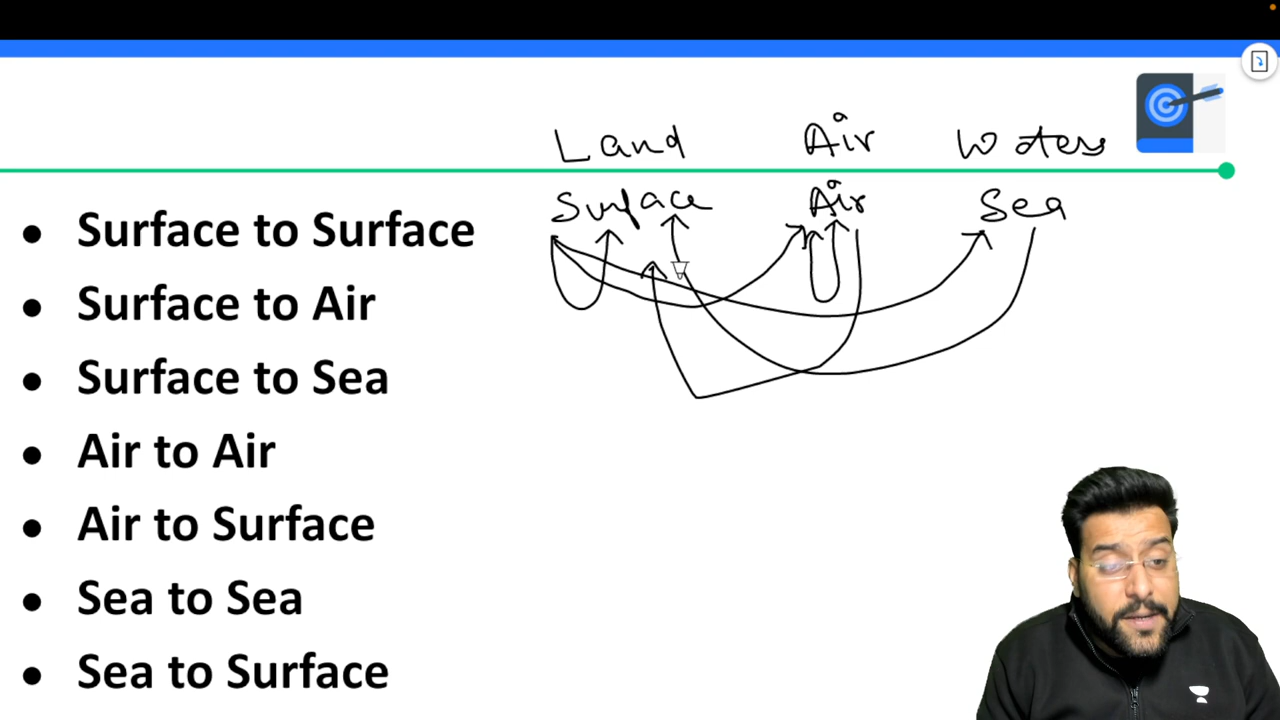 Land Air Waters
Surface Air Sea
• Surface to Surface
• Surface to Air
• Surface to Sea
• Air to Air
• Air to Surface
• Sea to Sea
• Sea to Surface